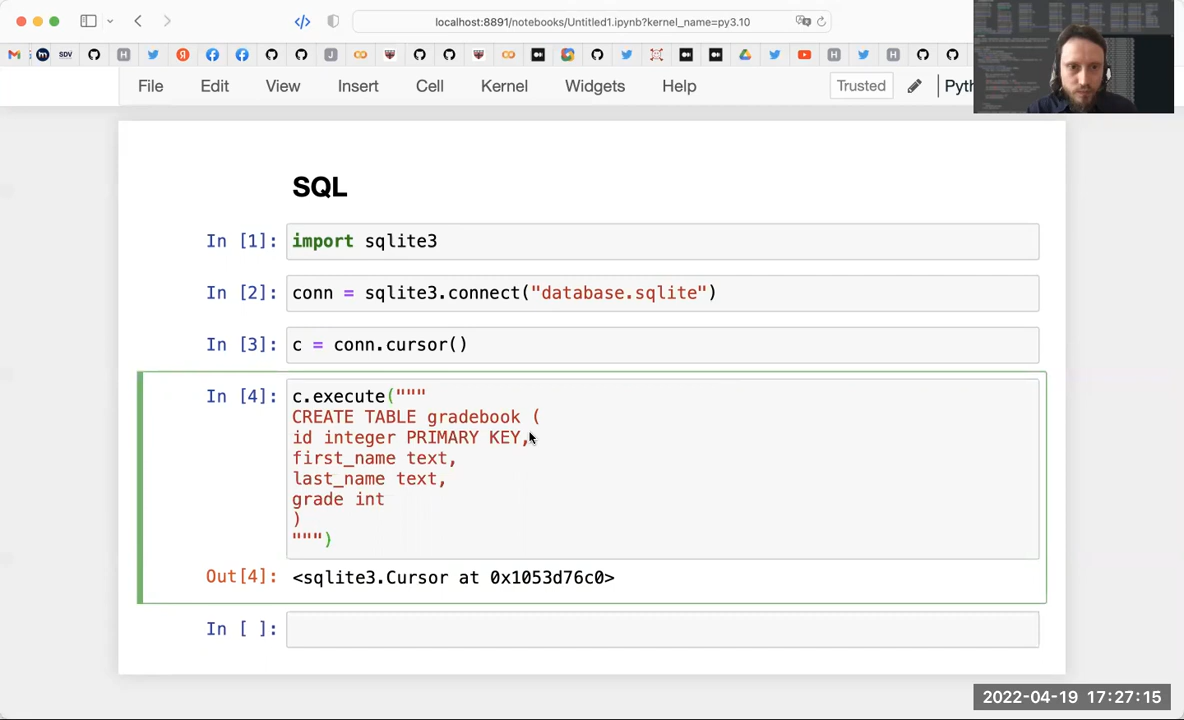 localhost:8891/notebooks/Untitled1.ipynb?kernel_name=py3.10
SDV
File Edit View Insert Cell Kernel Widgets Help Trusted Pyth
SQL
In [1]: import sqlite3
In [2]: conn = sqlite3.connect("database.sqlite")
In [3]: c = conn.cursor()
In [4]: c.execute("""
CREATE TABLE gradebook (
id integer PRIMARY KEY,
first_name text,
last_name text,
grade int
)
""")
Out[4]: <sqlite3.Cursor at 0x1053d76c0>
In [ ]:
2022-04-19 17:27:15